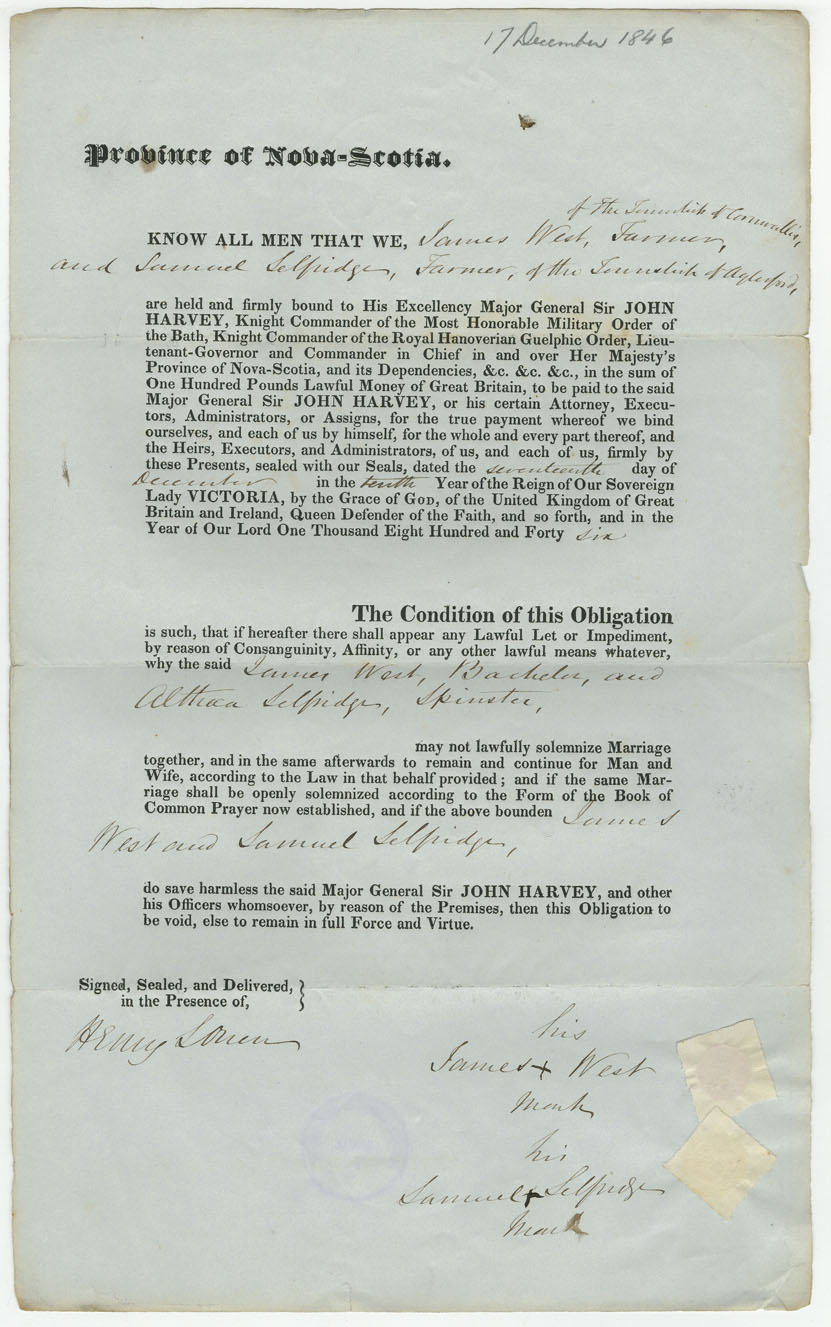 17 December 1846
Province of Nova-Scotia.
of the Township of Cornwallis,
KNOW ALL MEN THAT WE, James West, Farmer,
and Samuel Selfridge, Farmer, of the Township of Aylesford,
are held and firmly bound to His Excellency Major General Sir JOHN
HARVEY, Knight Commander of the Most Honorable Military Order of
the Bath, Knight Commander of the Royal Hanoverian Guelphic Order, Lieu-
tenant-Governor and Commander in Chief in and over Her Majesty's
Province of Nova-Scotia, and its Dependencies, &c. &c. &c., in the sum of
One Hundred Pounds Lawful Money of Great Britain, to be paid to the said
Major General Sir JOHN HARVEY, or his certain Attorney, Execu-
tors, Administrators, or Assigns, for the true payment whereof we bind
ourselves, and each of us by himself, for the whole and every part thereof, and
the Heirs, Executors, and Administrators, of us, and each of us, firmly by
these Presents, sealed with our Seals, dated the seventeenth day of
December in the tenth Year of the Reign of Our Sovereign
Lady VICTORIA, by the Grace of GOD, of the United Kingdom of Great
Britain and Ireland, Queen Defender of the Faith, and so forth, and in the
Year of Our Lord One Thousand Eight Hundred and Forty six
The Condition of this Obligation
is such, that if hereafter there shall appear any Lawful Let or Impediment,
by reason of Consanguinity, Affinity, or any other lawful means whatever,
why the said James West, Bachelor, and
Altheaa Selfridge, Spinster,
may not lawfully solemnize Marriage
together, and in the same afterwards to remain and continue for Man and
Wife, according to the Law in that behalf provided; and if the same Mar-
riage shall be openly solemnized according to the Form of the Book of
Common Prayer now established, and if the above bounden James
West and Samuel Selfridge,
do save harmless the said Major General Sir JOHN HARVEY, and other
his Officers whomsoever, by reason of the Premises, then this Obligation to
be void, else to remain in full Force and Virtue.
Signed, Sealed, and Delivered, }
in the Presence of,
Henry
his
James + West
Mark
his
Samuel + Selfridge
Mark